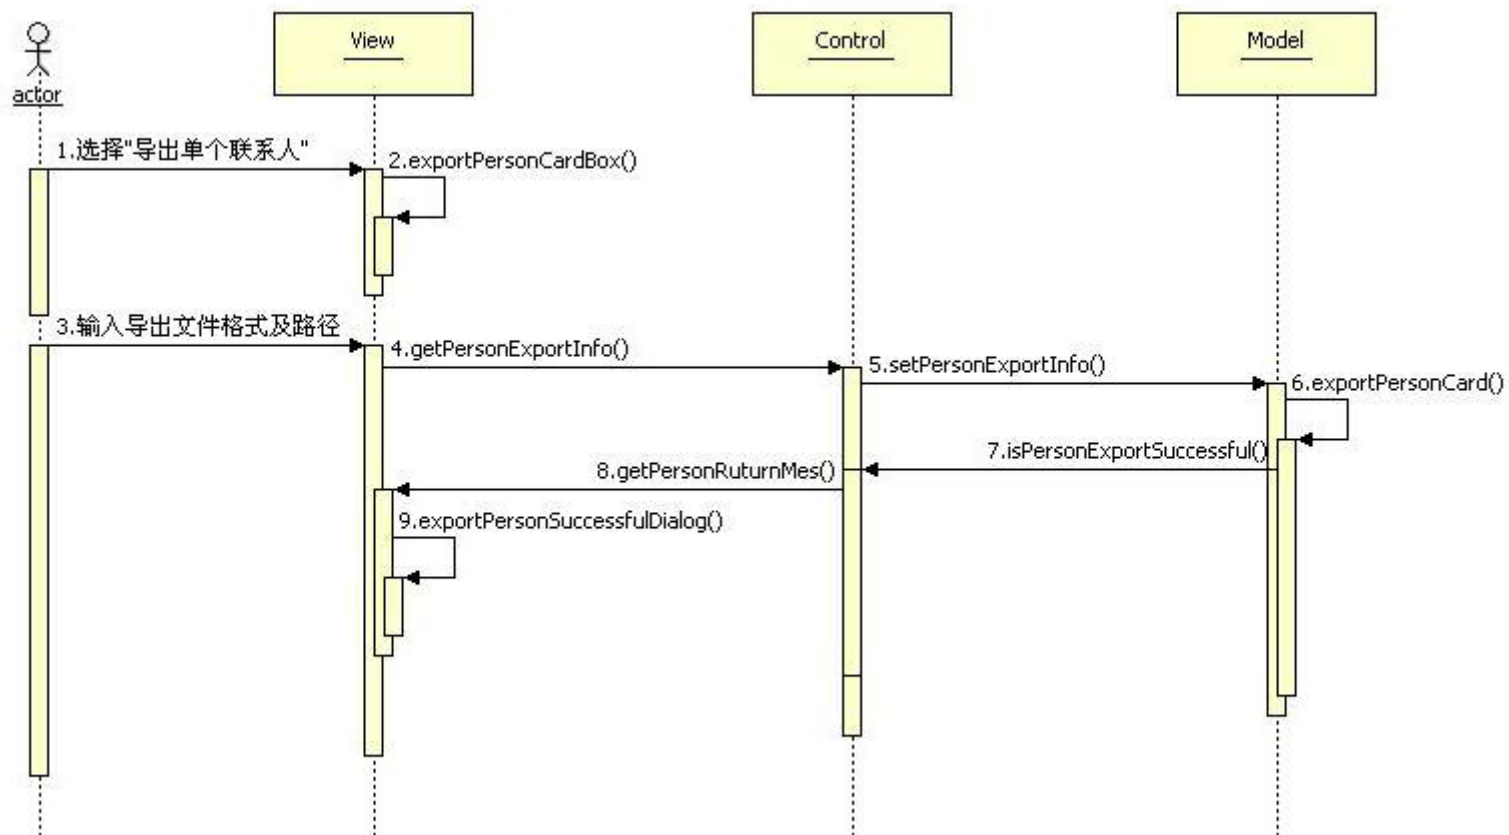 View
Control
Model
actor
1.选择"导出单个联系人"
2.exportPersonCardBox()
3.输入导出文件格式及路径
4.getPersonExportInfo()
5.setPersonExportInfo()
6.exportPersonCard()
7.isPersonExportSuccessful()
8.getPersonRuturnMes()
9.exportPersonSuccessfulDialog()